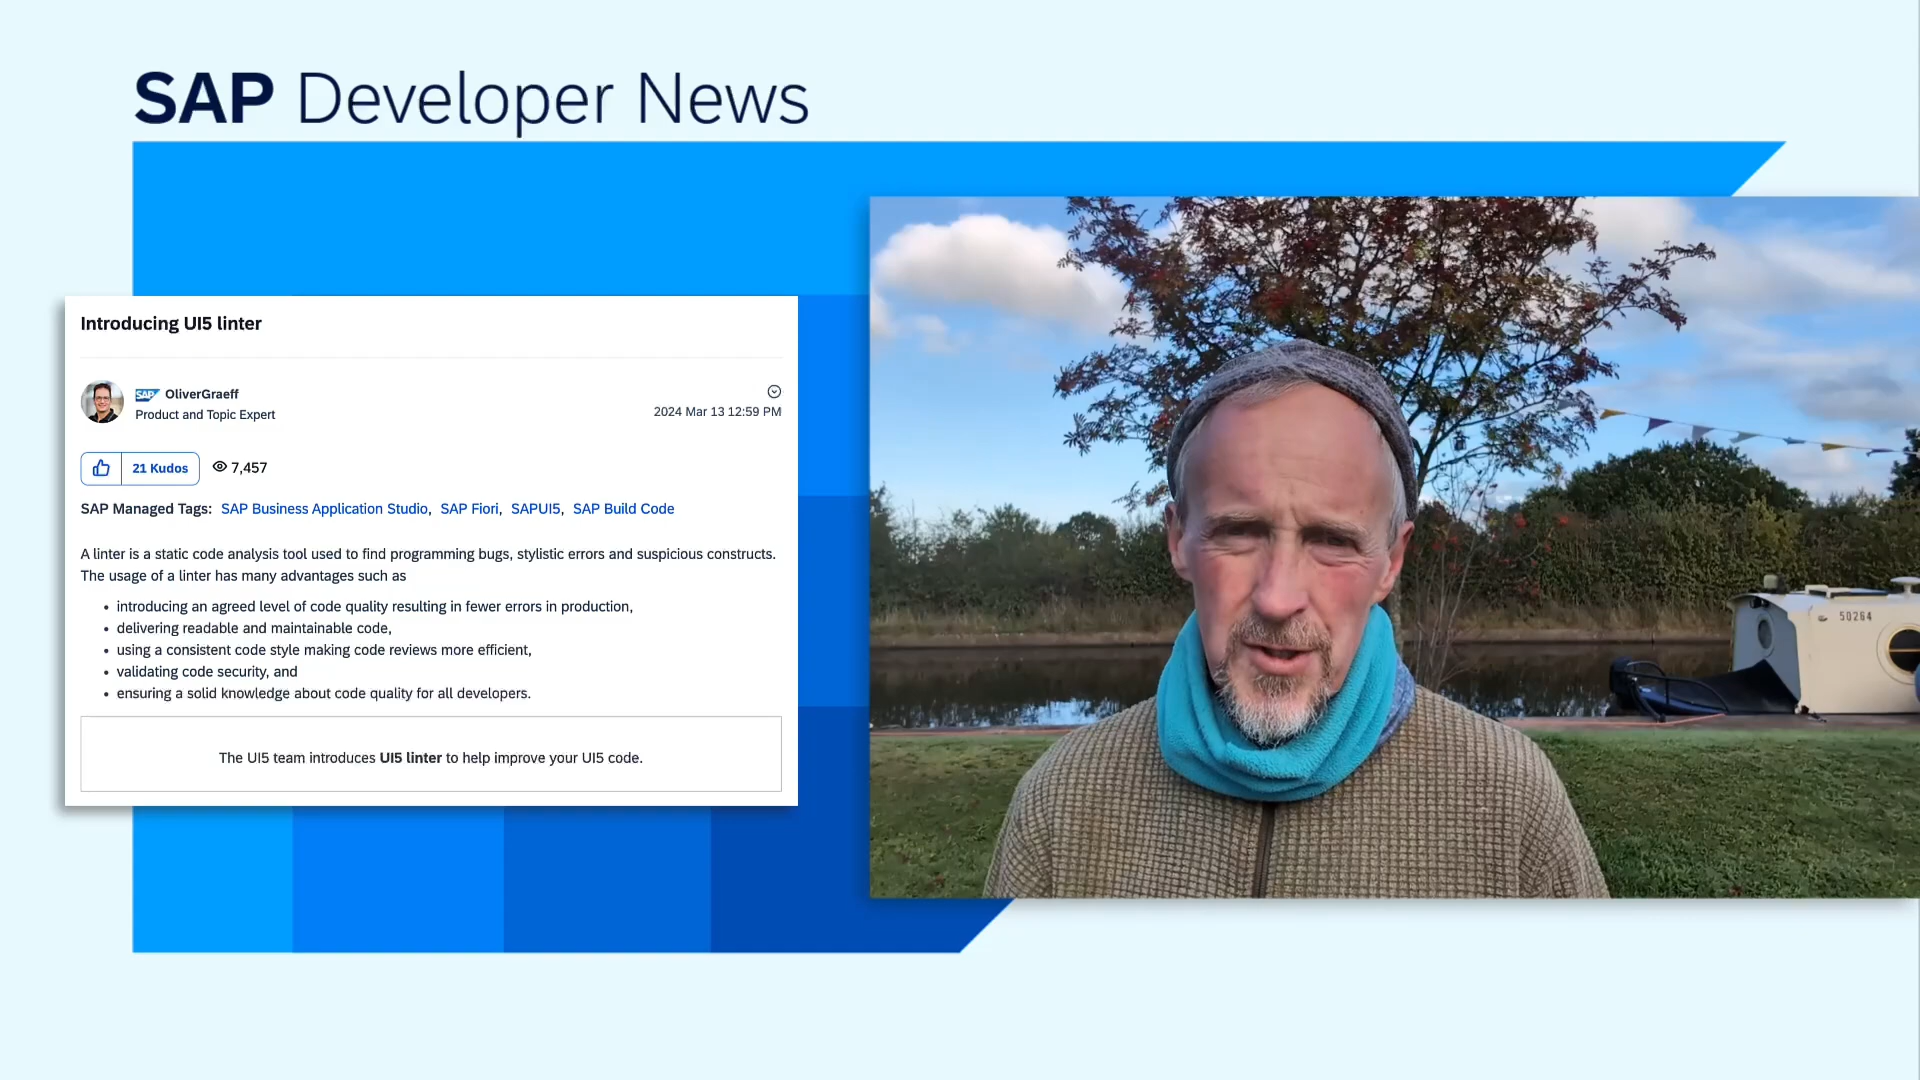 SAP Developer News
Introducing UI5 linter
SAP OliverGraeff
Product and Topic Expert
2024 Mar 13 12:59 PM
21 Kudos
7,457
SAP Managed Tags: SAP Business Application Studio, SAP Fiori, SAPUI5, SAP Build Code
A linter is a static code analysis tool used to find programming bugs, stylistic errors and suspicious constructs.
The usage of a linter has many advantages such as
• introducing an agreed level of code quality resulting in fewer errors in production,
• delivering readable and maintainable code,
• using a consistent code style making code reviews more efficient,
• validating code security, and
• ensuring a solid knowledge about code quality for all developers.
The UI5 team introduces UI5 linter to help improve your UI5 code.
50264